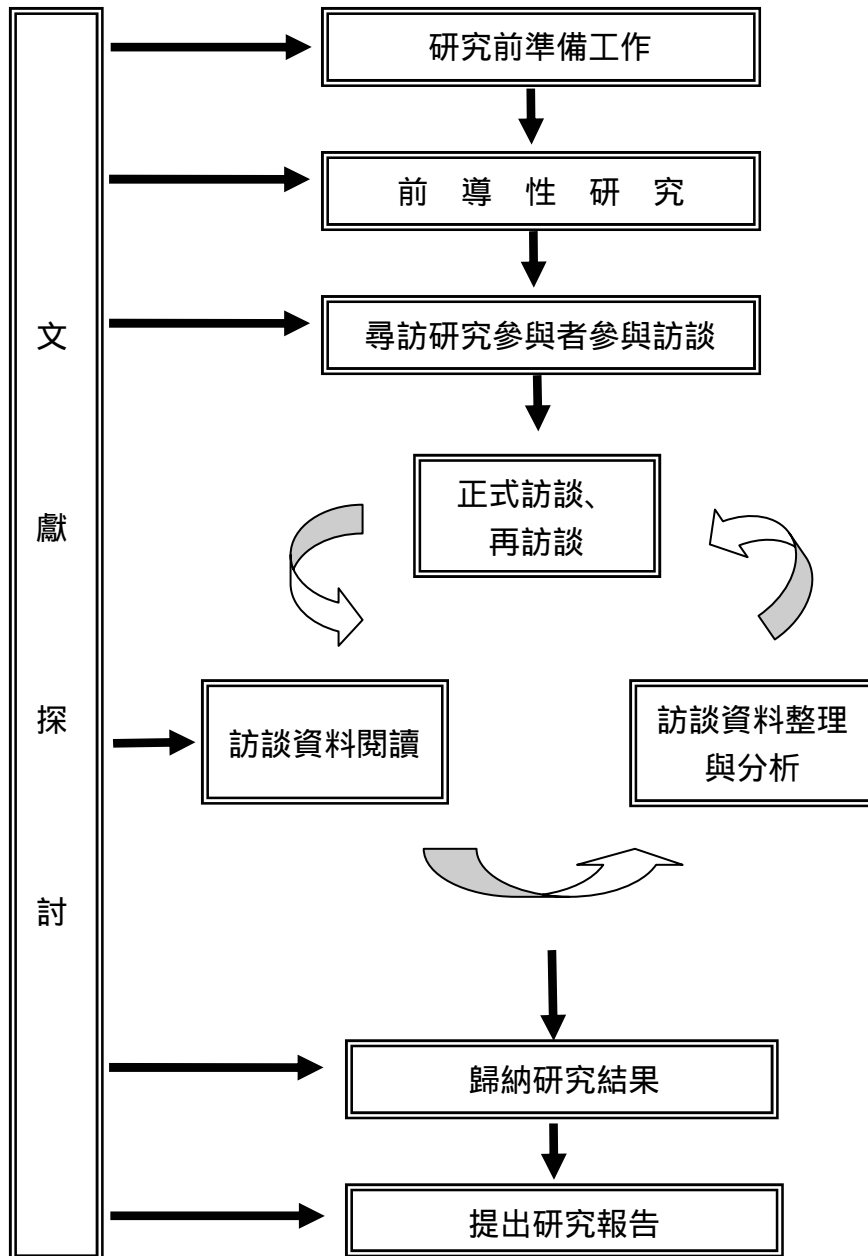 研究前準備工作
前導性研究
尋訪研究參與者參與訪談
文獻探討
正式訪談、
再訪談
訪談資料閱讀
訪談資料整理
與分析
歸納研究結果
提出研究報告